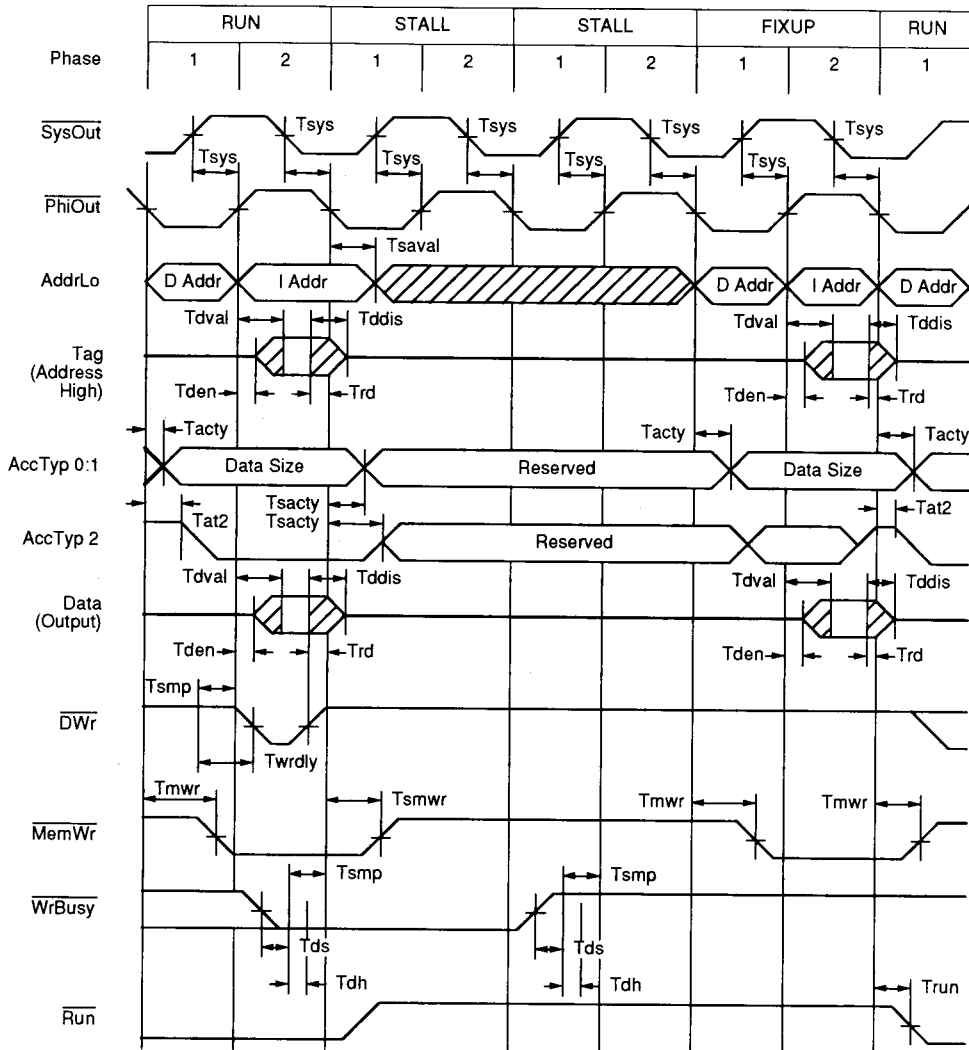 RUN STALL STALL FIXUP RUN
Phase 1 2 1 2 1 2 1 2 1
SysOut Tsys Tsys Tsys Tsys
Tsys Tsys Tsys Tsys
PhiOut
Tsaval
AddrLo D Addr I Addr D Addr I Addr D Addr
Tdval Tddis Tdval Tddis
Tag
(Address
High)
Tden Trd Tden Trd
Tacty Tacty Tacty
AccTyp 0:1 Data Size Reserved Data Size
Tsacty
Tat2 Tsacty Tat2
AccTyp 2 Reserved
Tdval Tddis Tdval Tddis
Data
(Output)
Tden Trd Tden Trd
Tsmp
DWr
Twrdly
Tmwr Tsmwr Tmwr Tmwr
MemWr
Tsmp Tsmp
WrBusy
Tds Tds
Tdh Tdh Trun
Run